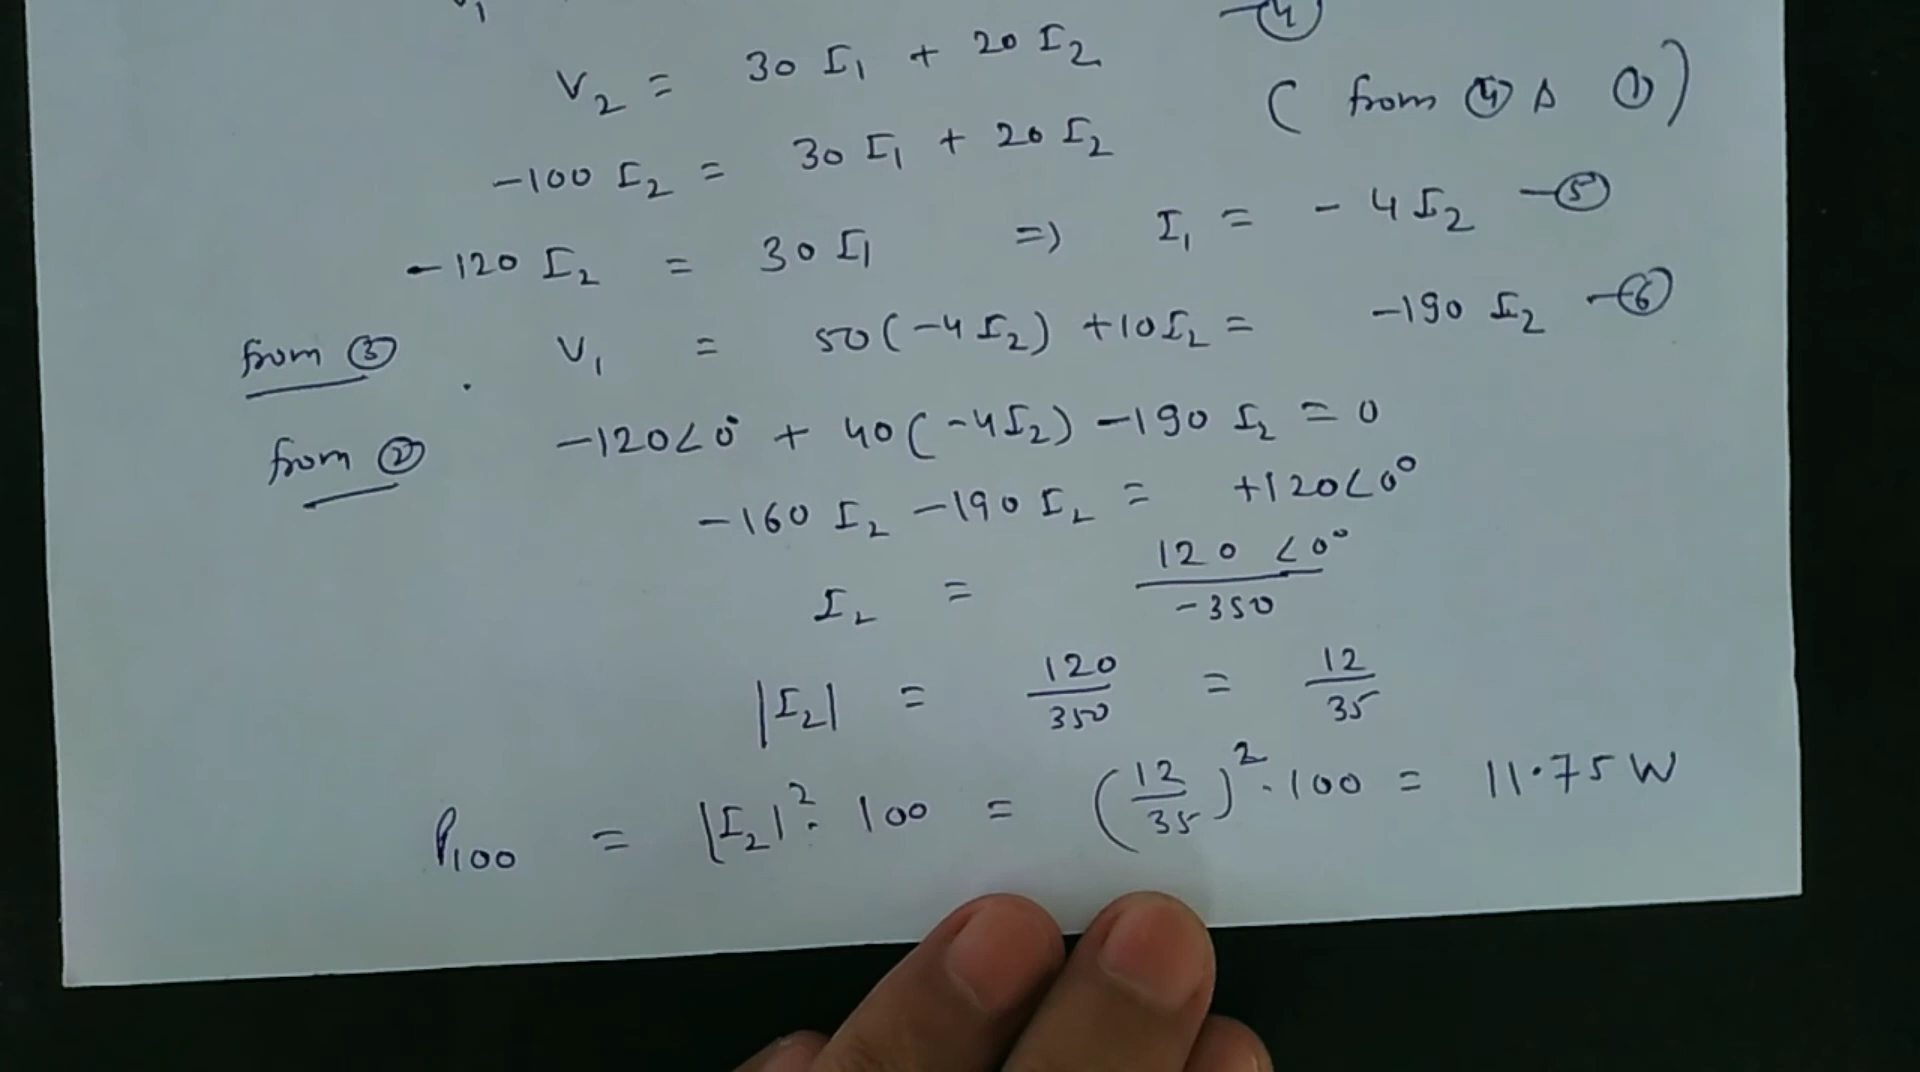 V₂ = 30 I₁ + 20 I₂ —④
-100 I₂ = 30 I₁ + 20 I₂ (from ④ & ①)
-120 I₂ = 30 I₁ => I₁ = -4 I₂ —⑤
from ③ V₁ = 50(-4 I₂) + 10 I₂ = -190 I₂ —⑥
from ② -120∠0° + 40(-4 I₂) -190 I₂ = 0
-160 I₂ -190 I₂ = +120∠0°
I₂ = 120∠0° / -350
|I₂| = 120/350 = 12/35
P₁₀₀ = |I₂|². 100 = (12/35)². 100 = 11.75 W